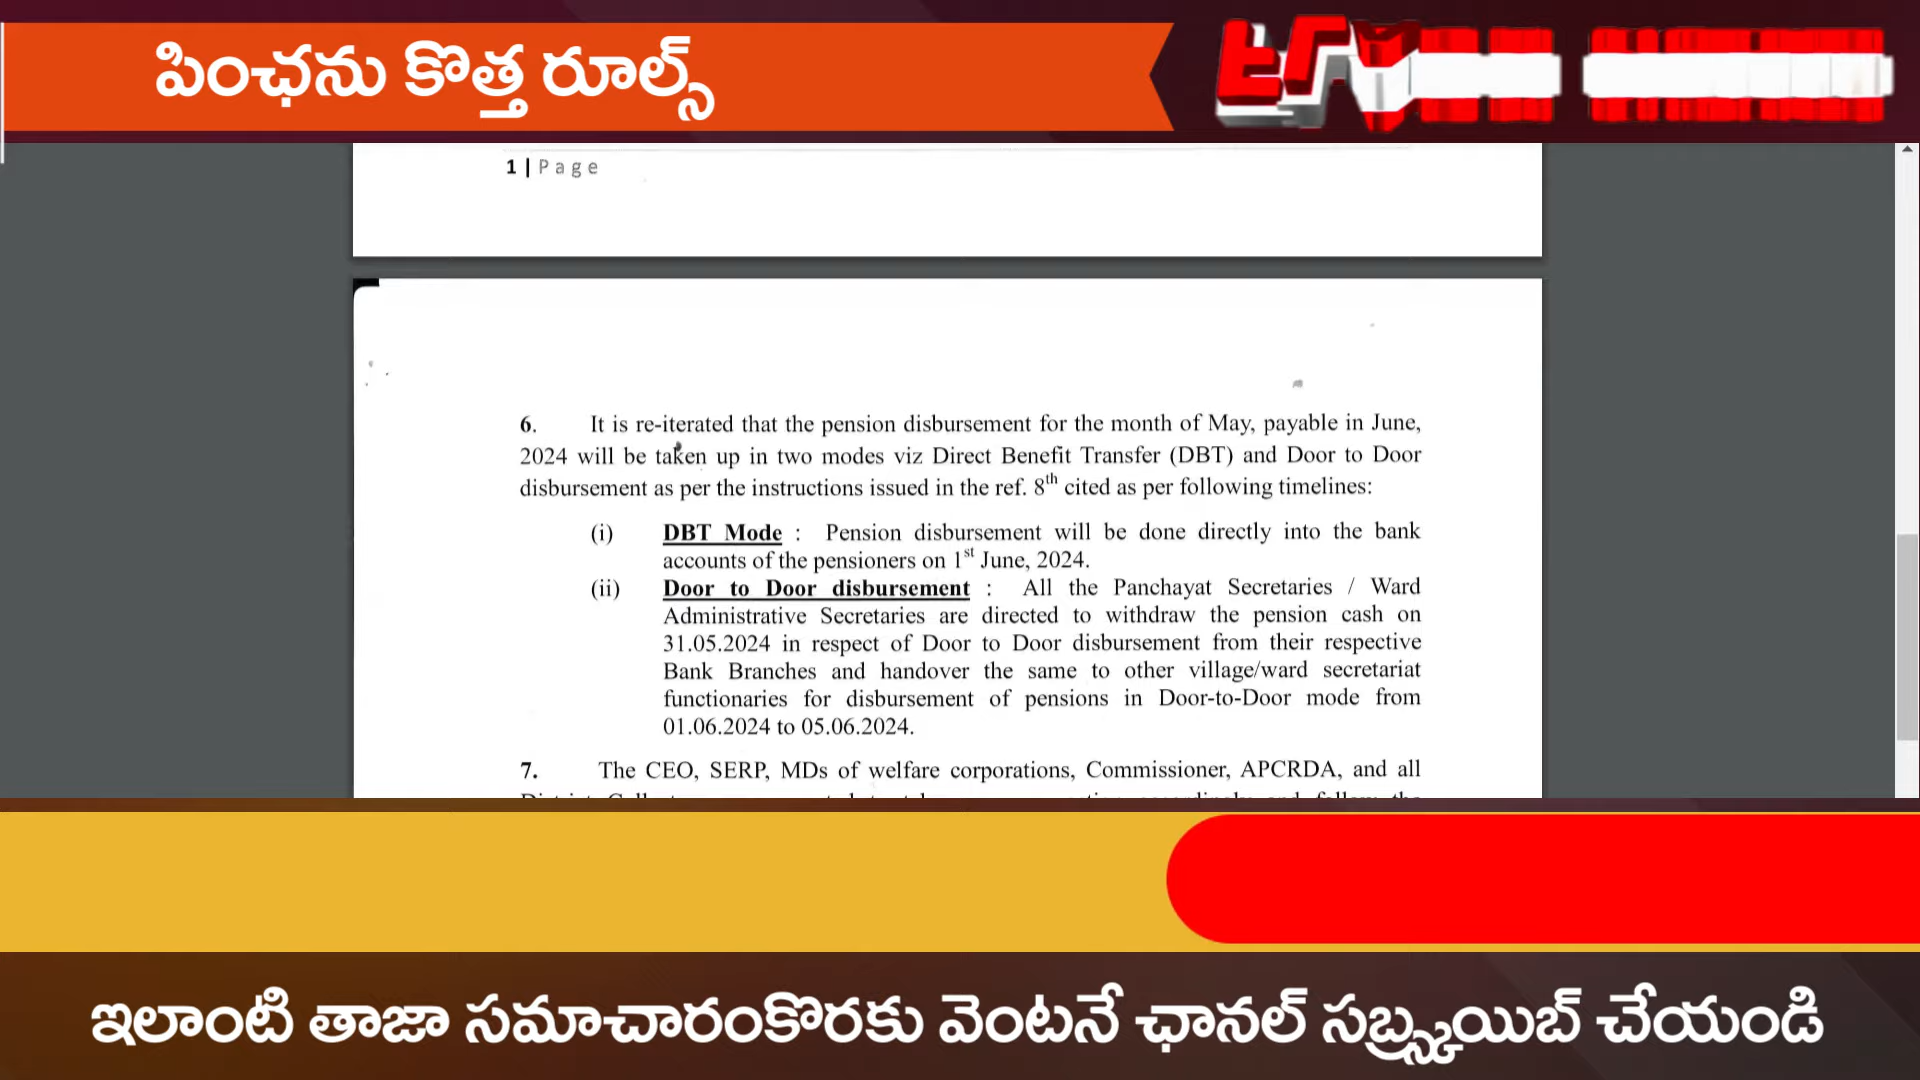 పింఛను కొత్త రూల్స్
1 | Page
6. It is re-iterated that the pension disbursement for the month of May, payable in June,
2024 will be taken up in two modes viz Direct Benefit Transfer (DBT) and Door to Door
disbursement as per the instructions issued in the ref. 8th cited as per following timelines:
(i) DBT Mode : Pension disbursement will be done directly into the bank
accounts of the pensioners on 1st June, 2024.
(ii) Door to Door disbursement : All the Panchayat Secretaries / Ward
Administrative Secretaries are directed to withdraw the pension cash on
31.05.2024 in respect of Door to Door disbursement from their respective
Bank Branches and handover the same to other village/ward secretariat
functionaries for disbursement of pensions in Door-to-Door mode from
01.06.2024 to 05.06.2024.
7. The CEO, SERP, MDs of welfare corporations, Commissioner, APCRDA, and all
ఇలాంటి తాజా సమాచారంకొరకు వెంటనే ఛానల్ సబ్స్క్రయిబ్ చేయండి